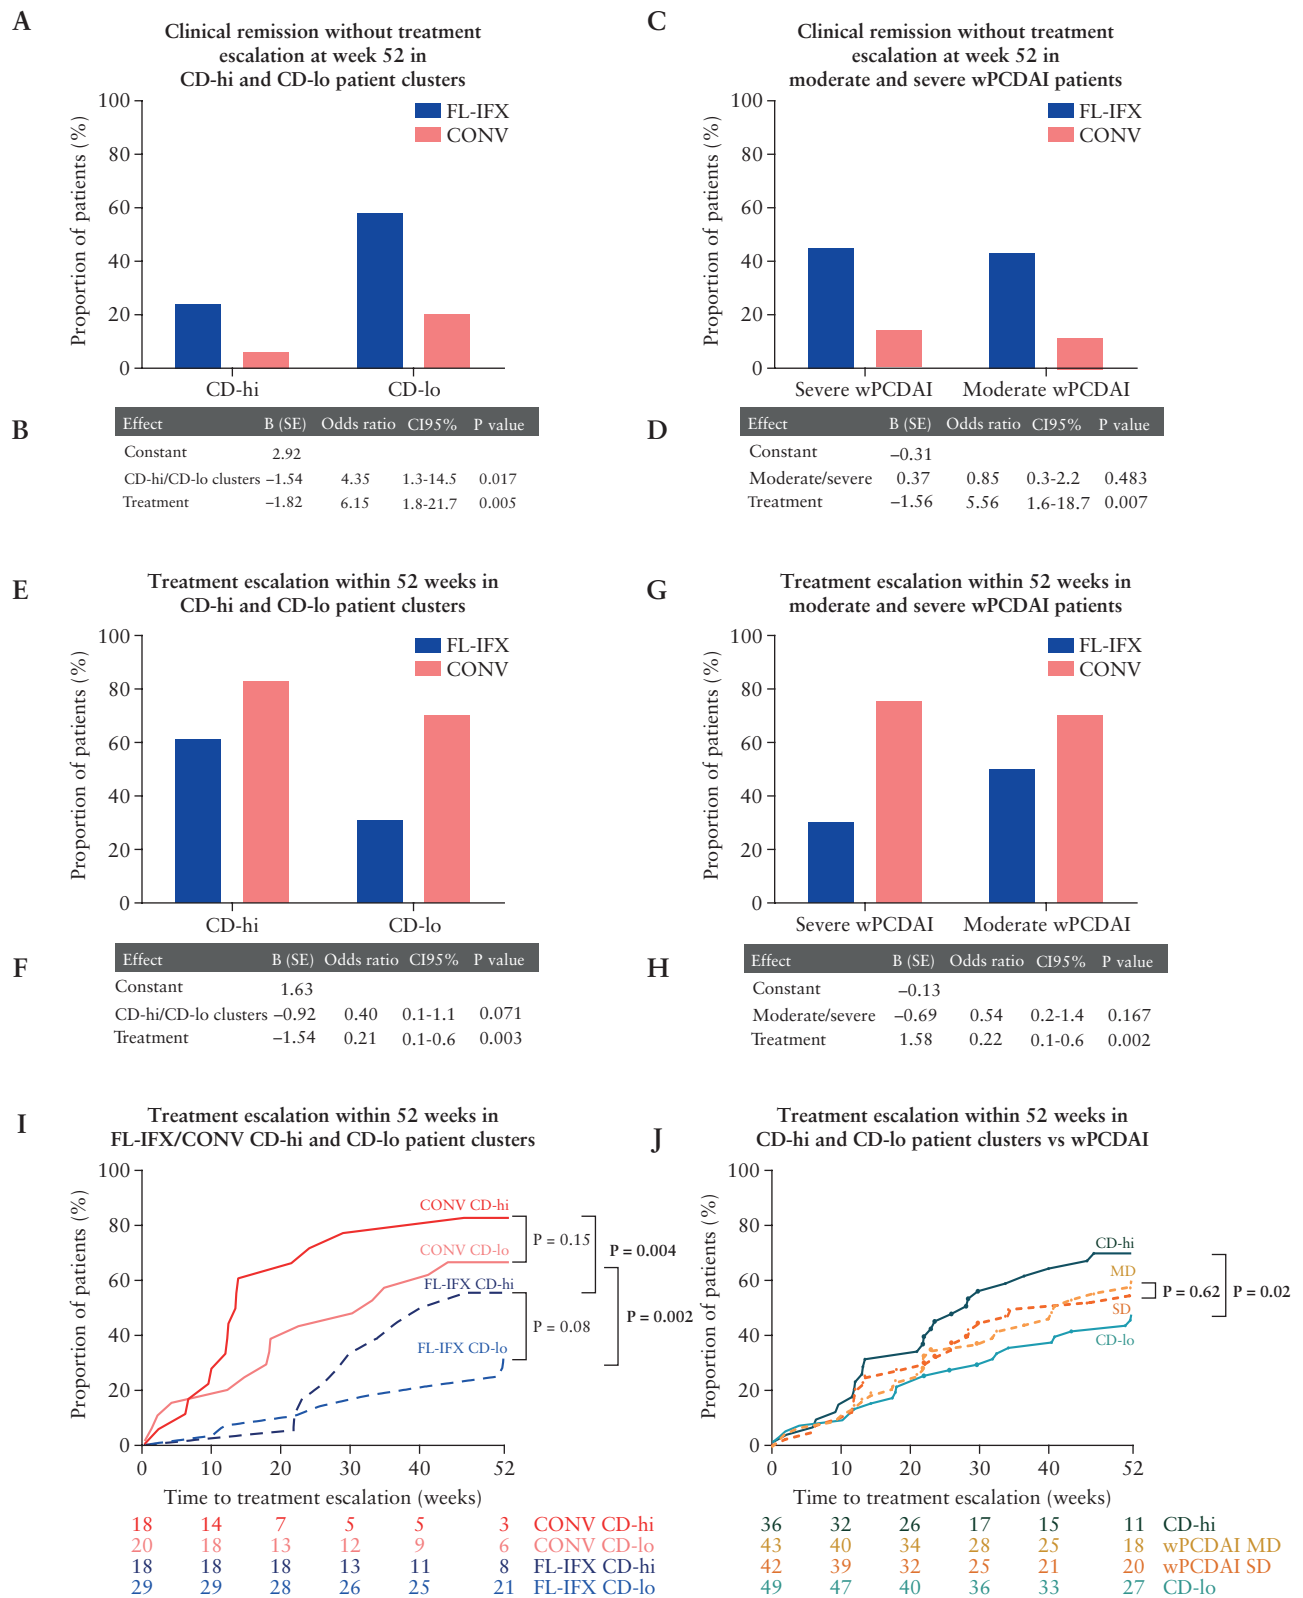 A
Clinical remission without treatment
escalation at week 52 in
CD-hi and CD-lo patient clusters
Proportion of patients (%)
100
80
60
40
20
0
FL-IFX
CONV
CD-hi
CD-lo
B
Effect B (SE) Odds ratio CI95% P value
Constant 2.92
CD-hi/CD-lo clusters −1.54 4.35 1.3-14.5 0.017
Treatment −1.82 6.15 1.8-21.7 0.005
C
Clinical remission without treatment
escalation at week 52 in
moderate and severe wPCDAI patients
Proportion of patients (%)
100
80
60
40
20
0
FL-IFX
CONV
Severe wPCDAI
Moderate wPCDAI
D
Effect B (SE) Odds ratio CI95% P value
Constant −0.31
Moderate/severe 0.37 0.85 0.3-2.2 0.483
Treatment −1.56 5.56 1.6-18.7 0.007
E
Treatment escalation within 52 weeks in
CD-hi and CD-lo patient clusters
Proportion of patients (%)
100
80
60
40
20
0
FL-IFX
CONV
CD-hi
CD-lo
F
Effect B (SE) Odds ratio CI95% P value
Constant 1.63
CD-hi/CD-lo clusters −0.92 0.40 0.1-1.1 0.071
Treatment −1.54 0.21 0.1-0.6 0.003
G
Treatment escalation within 52 weeks in
moderate and severe wPCDAI patients
Proportion of patients (%)
100
80
60
40
20
0
FL-IFX
CONV
Severe wPCDAI
Moderate wPCDAI
H
Effect B (SE) Odds ratio CI95% P value
Constant −0.13
Moderate/severe −0.69 0.54 0.2-1.4 0.167
Treatment 1.58 0.22 0.1-0.6 0.002
I
Treatment escalation within 52 weeks in
FL-IFX/CONV CD-hi and CD-lo patient clusters
Proportion of patients (%)
100
80
60
40
20
0
CONV CD-hi
CONV CD-lo
FL-IFX CD-hi
FL-IFX CD-lo
P = 0.15
P = 0.004
P = 0.002
P = 0.08
0 10 20 30 40 52
Time to treatment escalation (weeks)
18 14 7 5 5 3 CONV CD-hi
20 18 13 12 9 6 CONV CD-lo
18 18 18 13 11 8 FL-IFX CD-hi
29 29 28 26 25 21 FL-IFX CD-lo
J
Treatment escalation within 52 weeks in
CD-hi and CD-lo patient clusters vs wPCDAI
Proportion of patients (%)
100
80
60
40
20
0
CD-hi
MD
SD
CD-lo
P = 0.62
P = 0.02
0 10 20 30 40 52
Time to treatment escalation (weeks)
36 32 26 17 15 11 CD-hi
43 40 34 28 25 18 wPCDAI MD
42 39 32 25 21 20 wPCDAI SD
49 47 40 36 33 27 CD-lo